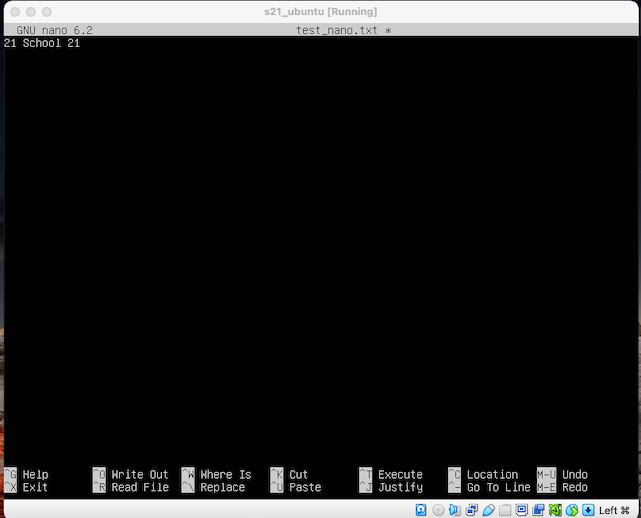 s21_ubuntu [Running]
GNU nano 6.2 test_nano.txt *
21 School 21
^G Help ^O Write Out ^W Where Is ^K Cut ^T Execute ^C Location M-U Undo
^X Exit ^R Read File ^\ Replace ^U Paste ^J Justify ^_ Go To Line M-E Redo
Left ⌘